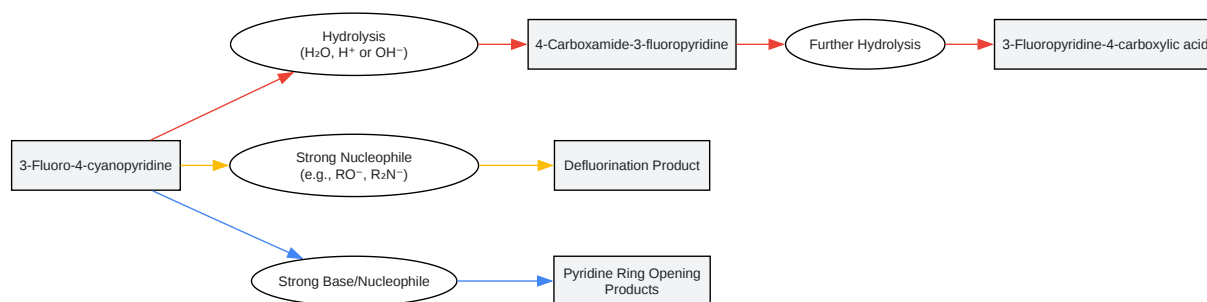 Hydrolysis
(H₂O, H⁺ or OH⁻)
4-Carboxamide-3-fluoropyridine
Further Hydrolysis
3-Fluoropyridine-4-carboxylic acid
3-Fluoro-4-cyanopyridine
Strong Nucleophile
(e.g., RO⁻, R₂N⁻)
Defluorination Product
Strong Base/Nucleophile
Pyridine Ring Opening
Products